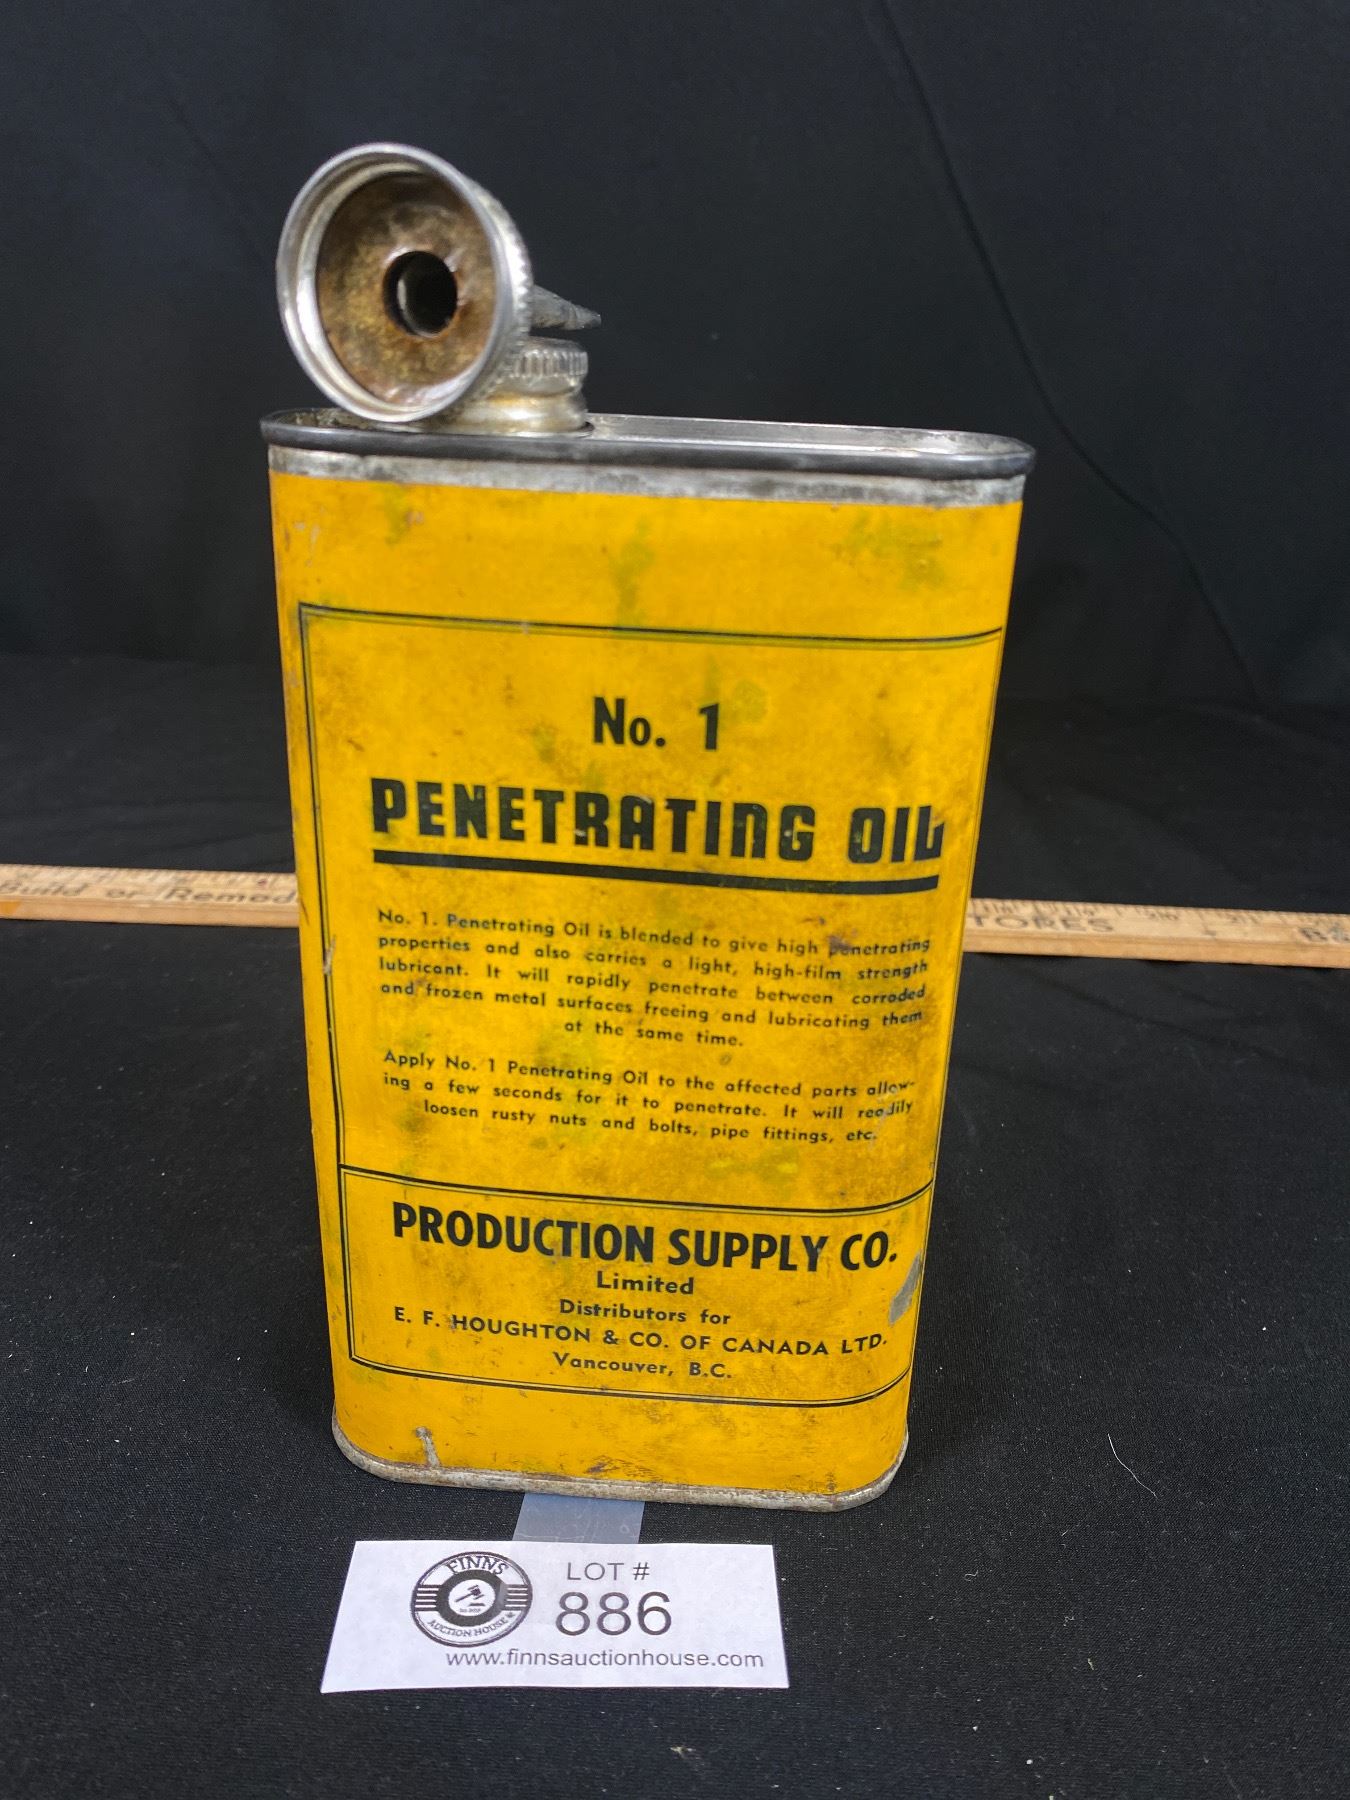 No. 1
PENETRATING OIL
No. 1. Penetrating Oil is blended to give high penetrating
properties and also carries a light, high-film strength
lubricant. It will rapidly penetrate between corroded
and frozen metal surfaces freeing and lubricating them
at the same time.
Apply No. 1 Penetrating Oil to the affected parts allow-
ing a few seconds for it to penetrate. It will readily
loosen rusty nuts and bolts, pipe fittings, etc.
PRODUCTION SUPPLY CO.
Limited
Distributors for
E. F. HOUGHTON & CO. OF CANADA LTD.
Vancouver, B.C.
Build or Remod
TORES
FINNS
AUCTION HOUSE
LOT #
886
www.finnsauctionhouse.com